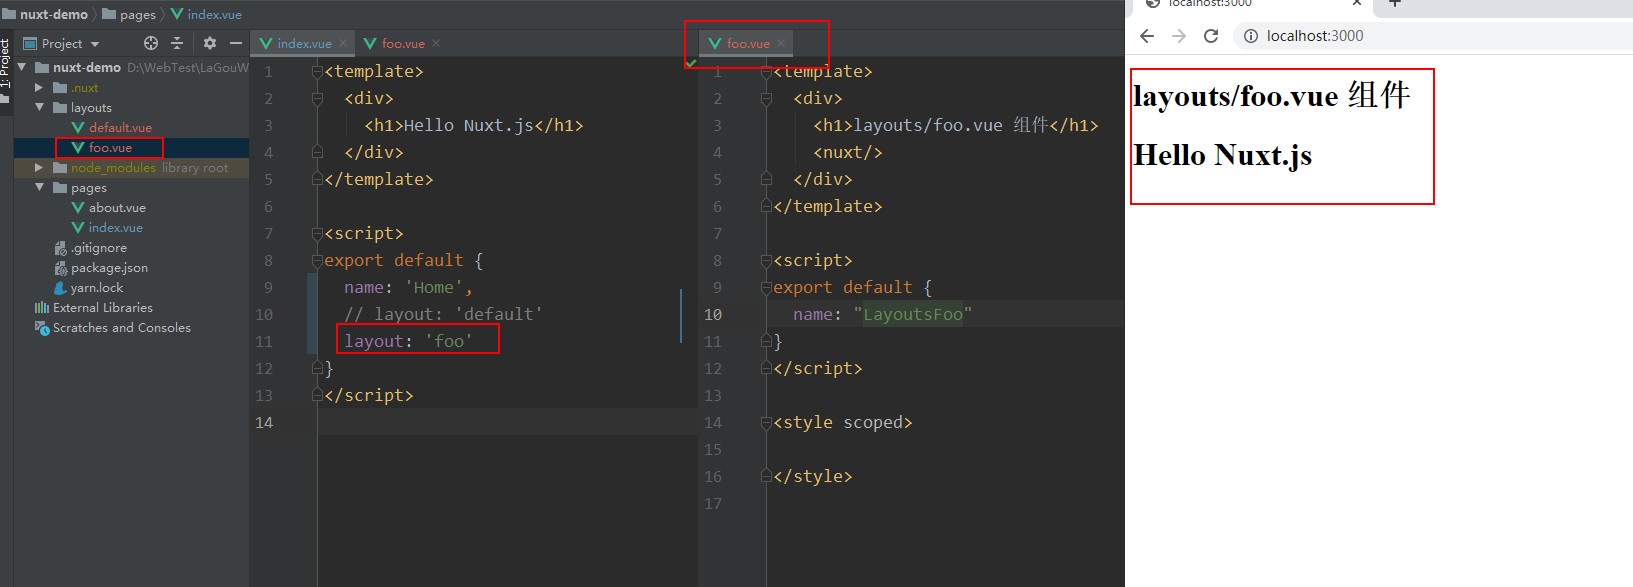 nuxt-demo pages index.vue
1: Project
Project
nuxt-demo D:\WebTest\LaGouW
.nuxt
layouts
default.vue
foo.vue
node_modules library root
pages
about.vue
index.vue
.gitignore
package.json
yarn.lock
External Libraries
Scratches and Consoles
index.vue foo.vue
1 <template>
2 <div>
3 <h1>Hello Nuxt.js</h1>
4 </div>
5 </template>
6
7 <script>
8 export default {
9 name: 'Home',
10 // layout: 'default'
11 layout: 'foo'
12 }
13 </script>
14
foo.vue
1 <template>
2 <div>
3 <h1>layouts/foo.vue 组件</h1>
4 <nuxt/>
5 </div>
6 </template>
7
8 <script>
9 export default {
10 name: "LayoutsFoo"
11 }
12 </script>
13
14 <style scoped>
15
16 </style>
17
localhost:3000
localhost:3000
layouts/foo.vue 组件
Hello Nuxt.js